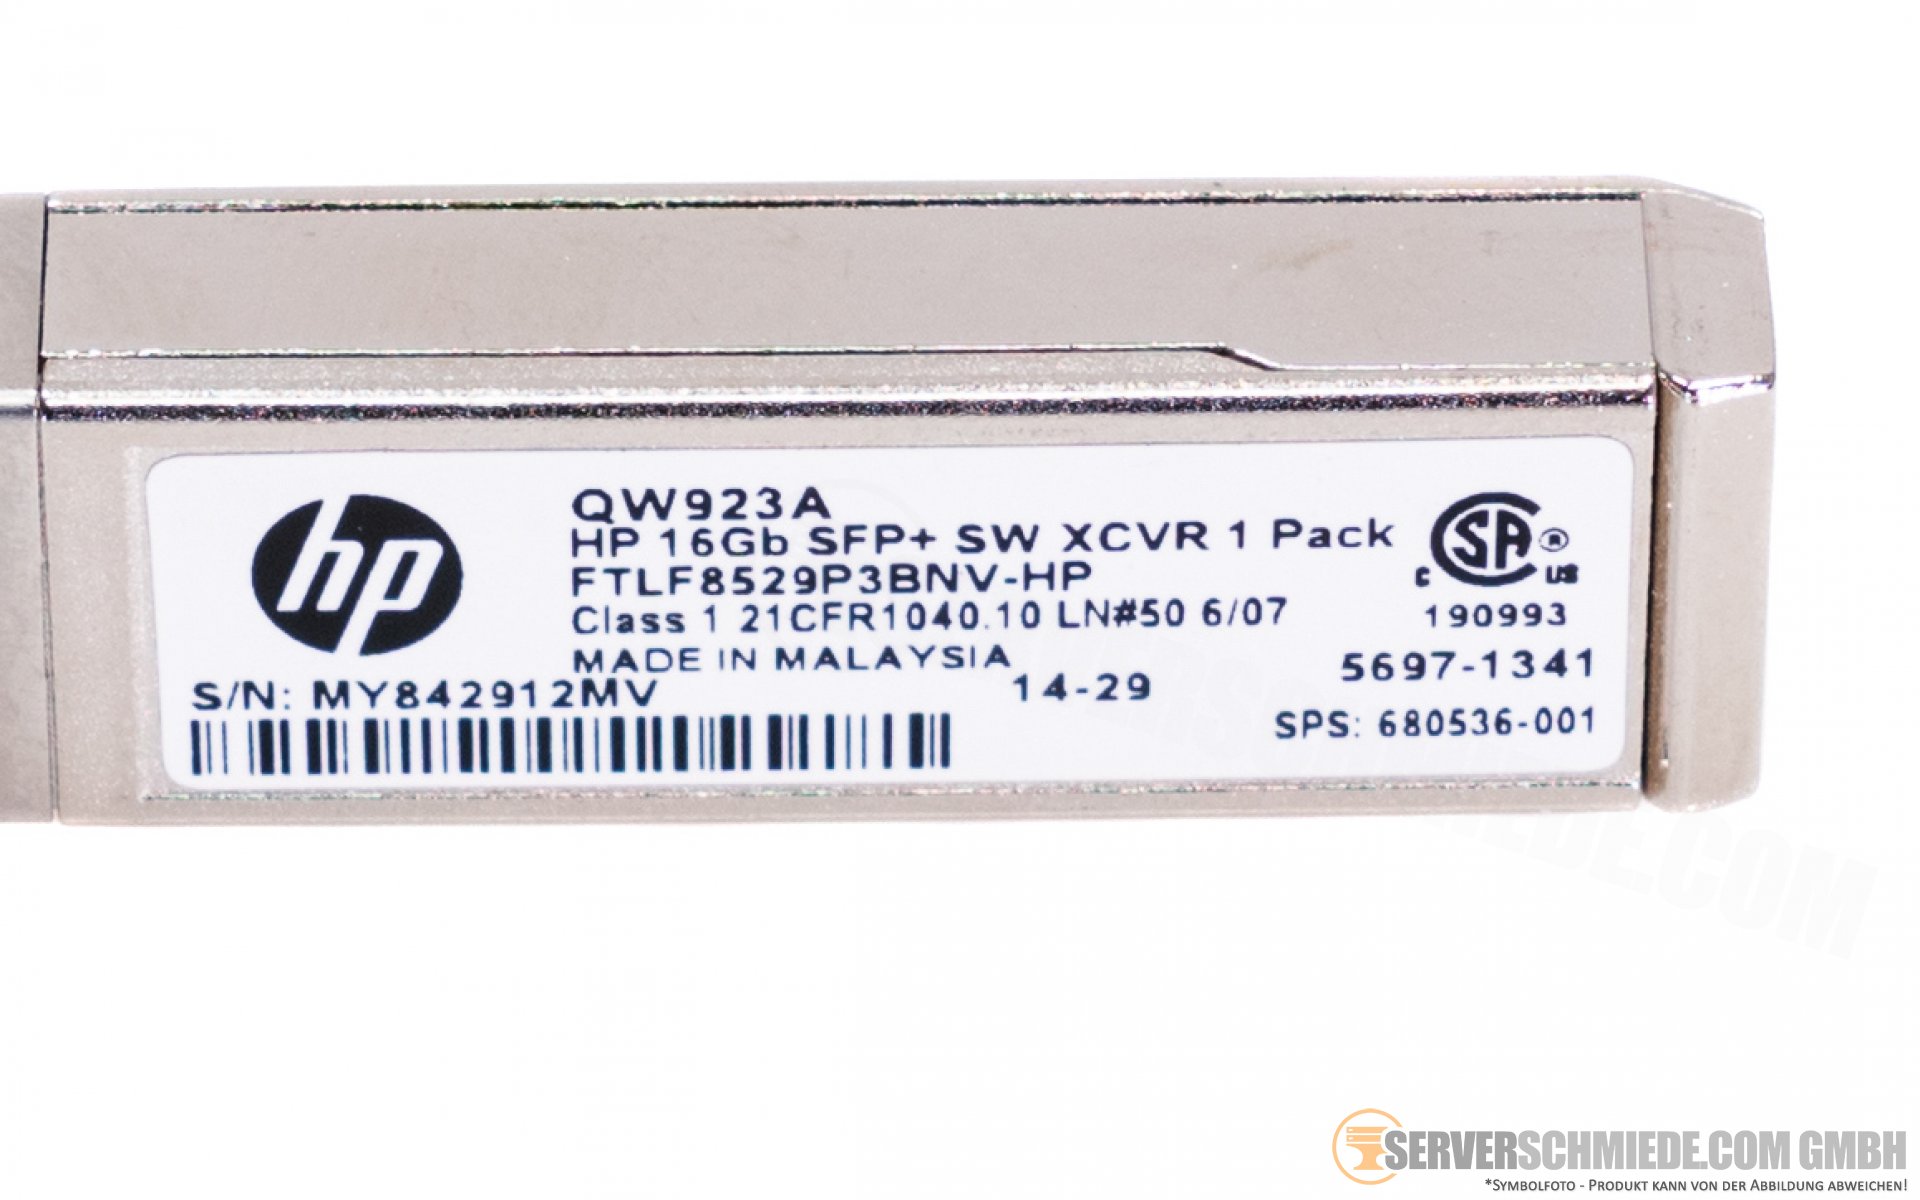 hp
QW923A
HP 16Gb SFP+ SW XCVR 1 Pack
FTLF8529P3BNV-HP
Class 1 21CFR1040.10 LN#50 6/07
MADE IN MALAYSIA
C SA ® US
190993
5697-1341
S/N: MY842912MV
14-29
SPS: 680536-001
SERVERSCHMIEDE.COM GMBH
*Symbolfoto - Produkt kann von der Abbildung abweichen!